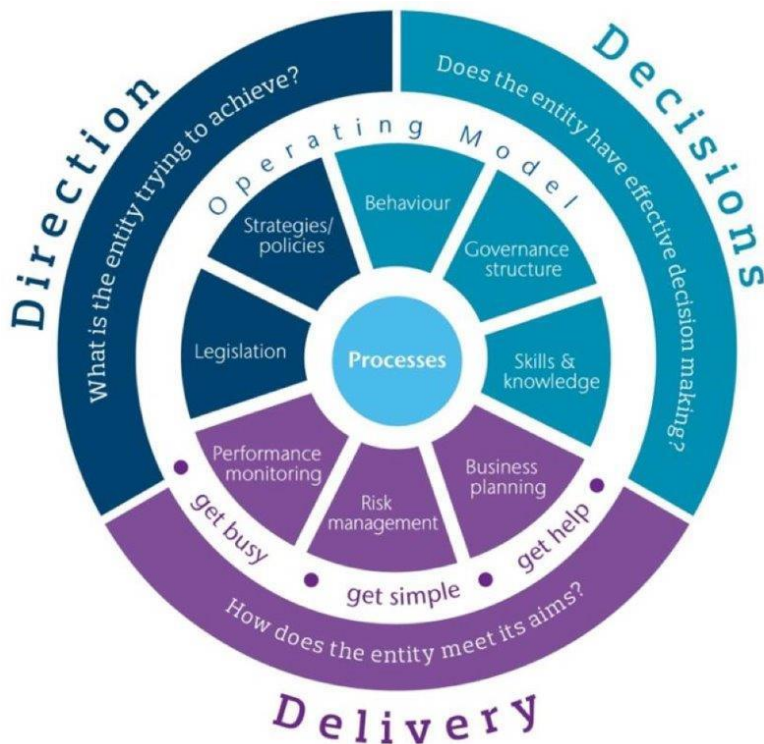 Direction
What is the entity trying to achieve?
Decisions
Does the entity have effective decision making?
Operating Model
Strategies/
policies
Behaviour
Governance
structure
Legislation
Processes
Skills &
knowledge
Performance
monitoring
Risk
management
Business
planning
get busy
get simple
get help
How does the entity meet its aims?
Delivery